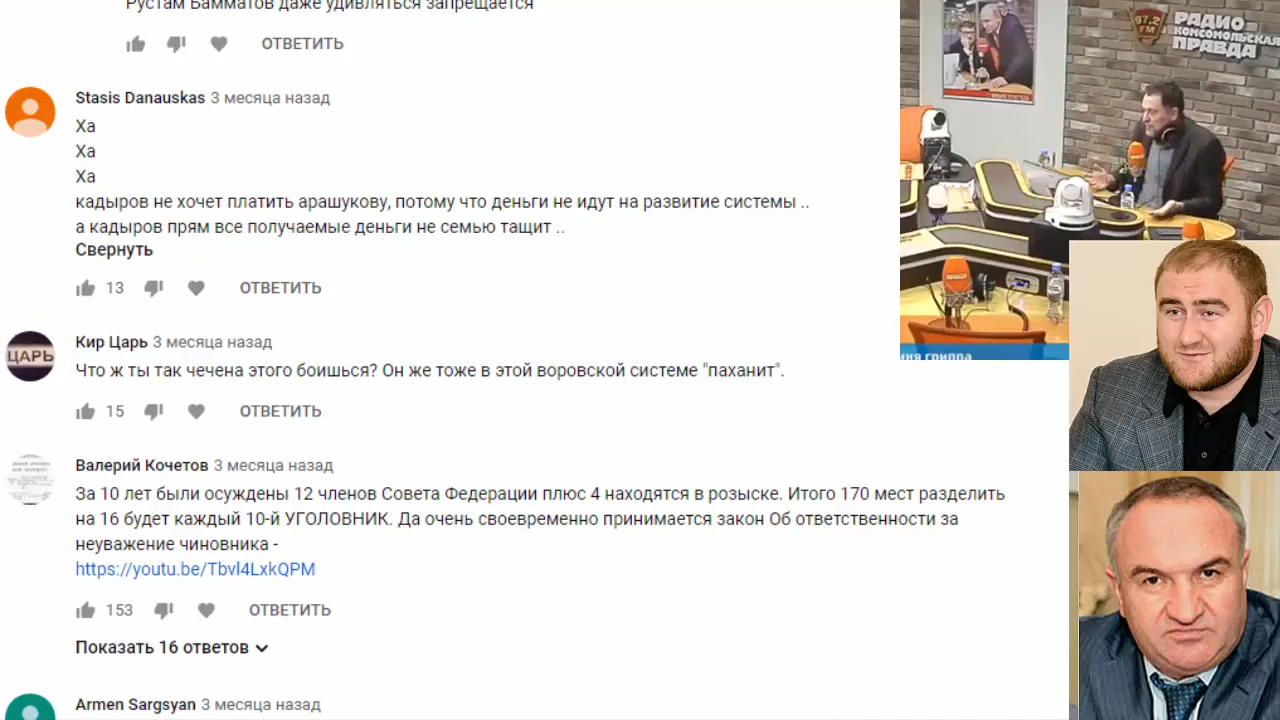 Рустам Бамматов даже удивляться запрещается
ОТВЕТИТЬ
Stasis Danauskas 3 месяца назад
Ха
Ха
Ха
кадыров не хочет платить арашукову, потому что деньги не идут на развитие системы ..
а кадыров прям все получаемые деньги не семью тащит ..
Свернуть
13 ОТВЕТИТЬ
ЦАРЬ
Кир Царь 3 месяца назад
Что ж ты так чечена этого боишься? Он же тоже в этой воровской системе "паханит".
15 ОТВЕТИТЬ
Валерий Кочетов 3 месяца назад
За 10 лет были осуждены 12 членов Совета Федерации плюс 4 находятся в розыске. Итого 170 мест разделить
на 16 будет каждый 10-й УГОЛОВНИК. Да очень своевременно принимается закон Об ответственности за
неуважение чиновника -
https://youtu.be/Tbvl4LxkQPM
153 ОТВЕТИТЬ
Показать 16 ответов
Armen Sargsyan 3 месяца назад
97,2
FM
РАДИО
КОМСОМОЛЬСКАЯ
ПРАВДА
гриппа